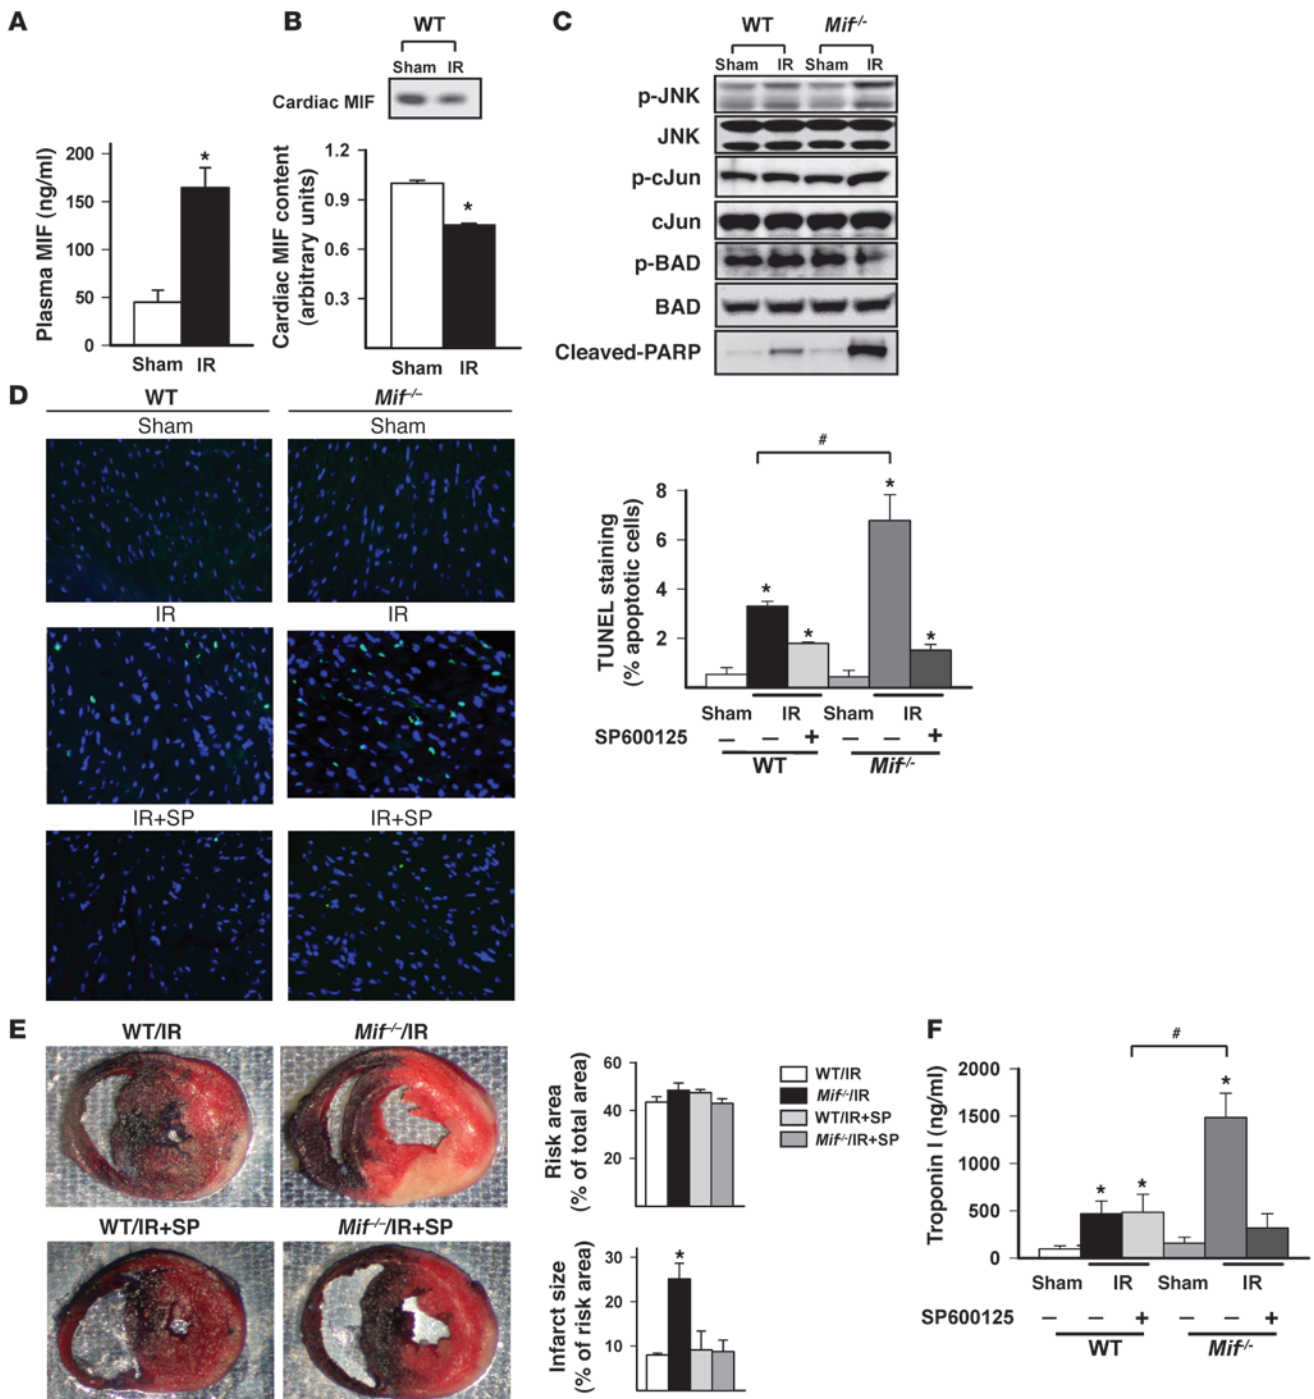 A
Plasma MIF (ng/ml)
200
150
100
50
0
*
Sham IR
B
WT
Sham IR
Cardiac MIF
Cardiac MIF content
(arbitrary units)
1.2
0.9
0.6
0.3
*
Sham IR
C
WT Mif-/-
Sham IR Sham IR
p-JNK
JNK
p-cJun
cJun
p-BAD
BAD
Cleaved-PARP
D
WT Mif-/-
Sham Sham
IR IR
IR+SP IR+SP
TUNEL staining
(% apoptotic cells)
8
6
4
2
#
* * * *
Sham IR Sham IR
SP600125 – – + – – +
WT Mif-/-
E
WT/IR Mif-/-/IR
WT/IR+SP Mif-/-/IR+SP
Risk area
(% of total area)
60
40
20
WT/IR
Mif-/-/IR
WT/IR+SP
Mif-/-/IR+SP
Infarct size
(% of risk area)
30
20
10
*
F
Troponin I (ng/ml)
2000
1500
1000
500
0
#
* * *
Sham IR Sham IR
SP600125 – – + – – +
WT Mif-/-